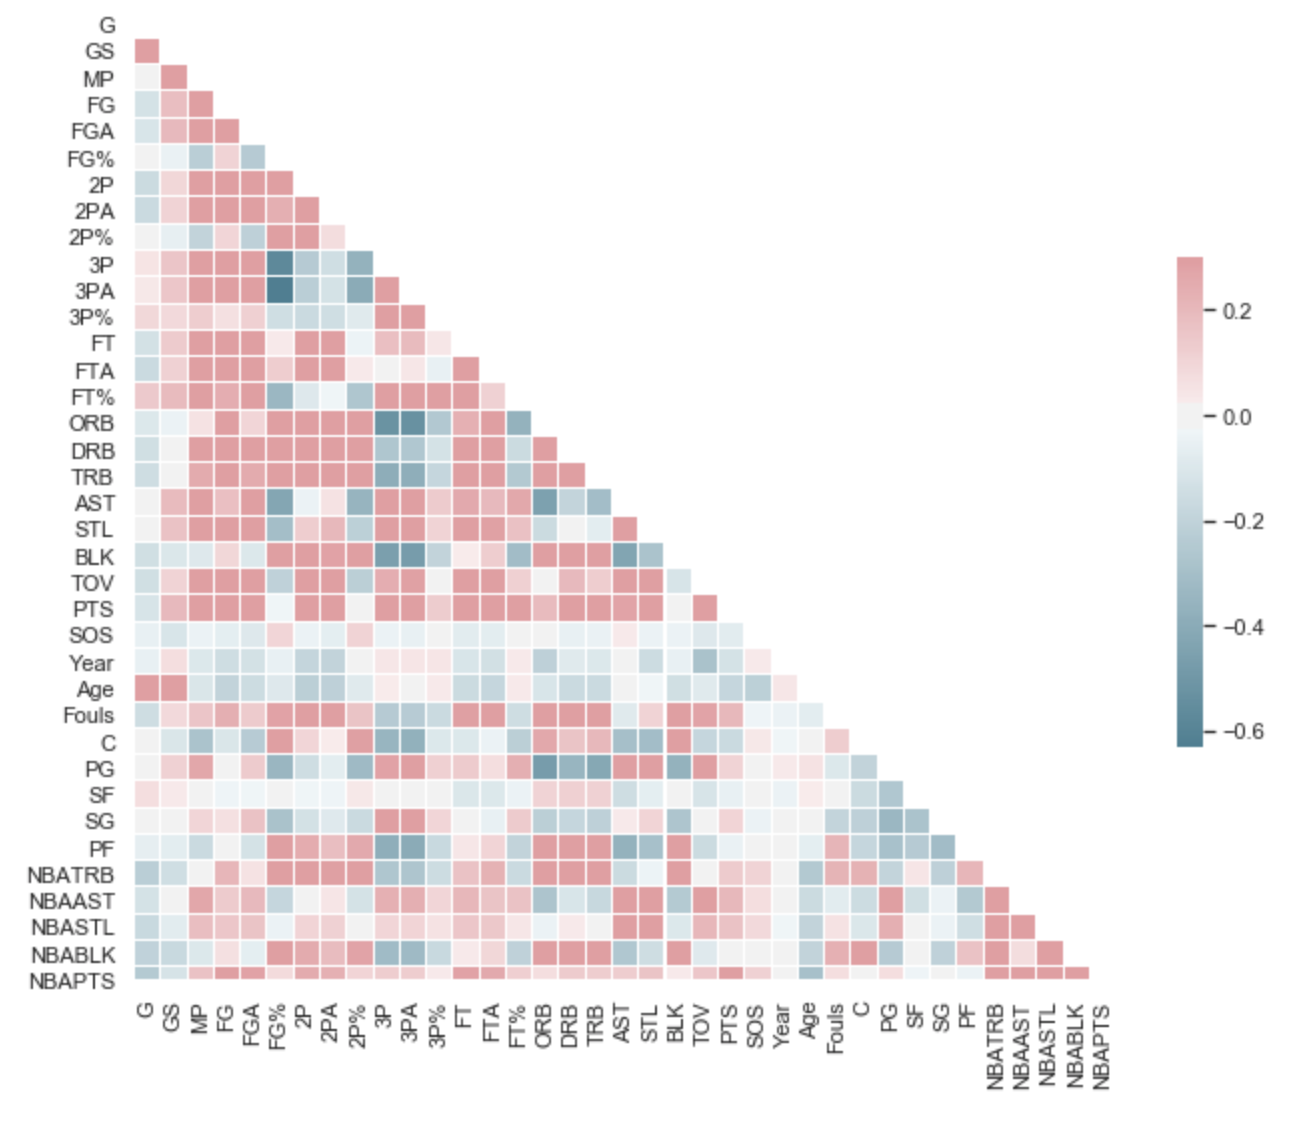 G
GS
MP
FG
FGA
FG%
2P
2PA
2P%
3P
3PA
3P%
FT
FTA
FT%
ORB
DRB
TRB
AST
STL
BLK
TOV
PTS
SOS
Year
Age
Fouls
C
PG
SF
SG
PF
NBATRB
NBAAST
NBASTL
NBABLK
NBAPTS
G
GS
MP
FG
FGA
FG%
2P
2PA
2P%
3P
3PA
3P%
FT
FTA
FT%
ORB
DRB
TRB
AST
STL
BLK
TOV
PTS
SOS
Year
Age
Fouls
C
PG
SF
SG
PF
NBATRB
NBAAST
NBASTL
NBABLK
NBAPTS
0.2
0.0
−0.2
−0.4
−0.6